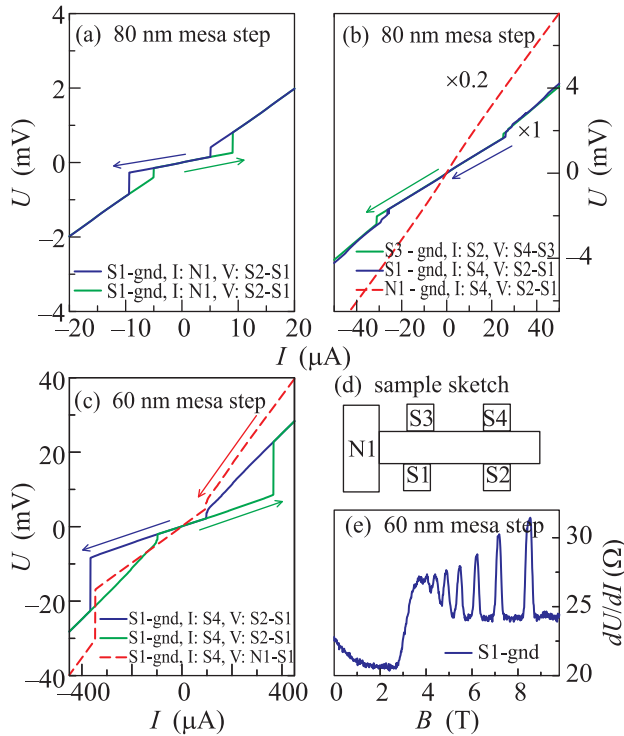 (a) 80 nm mesa step
U (mV)
4
2
0
−2
−4
S1-gnd, I: N1, V: S2-S1
S1-gnd, I: N1, V: S2-S1
−20 −10 0 10 20
(b) 80 nm mesa step
×0.2
×1
4
0
−4
U (mV)
S3 - gnd, I: S2, V: S4-S3
S1 - gnd, I: S4, V: S2-S1
N1 - gnd, I: S4, V: S2-S1
−40 −20 0 20 40
I (μA)
(c) 60 nm mesa step
U (mV)
40
20
0
−20
−40
S1-gnd, I: S4, V: S2-S1
S1-gnd, I: S4, V: S2-S1
S1-gnd, I: S4, V: N1-S1
−400 0 400
I (μA)
(d) sample sketch
S3 S4
N1
S1 S2
(e) 60 nm mesa step
30
25
20
dU/dI (Ω)
S1-gnd
0 2 4 6 8
B (T)